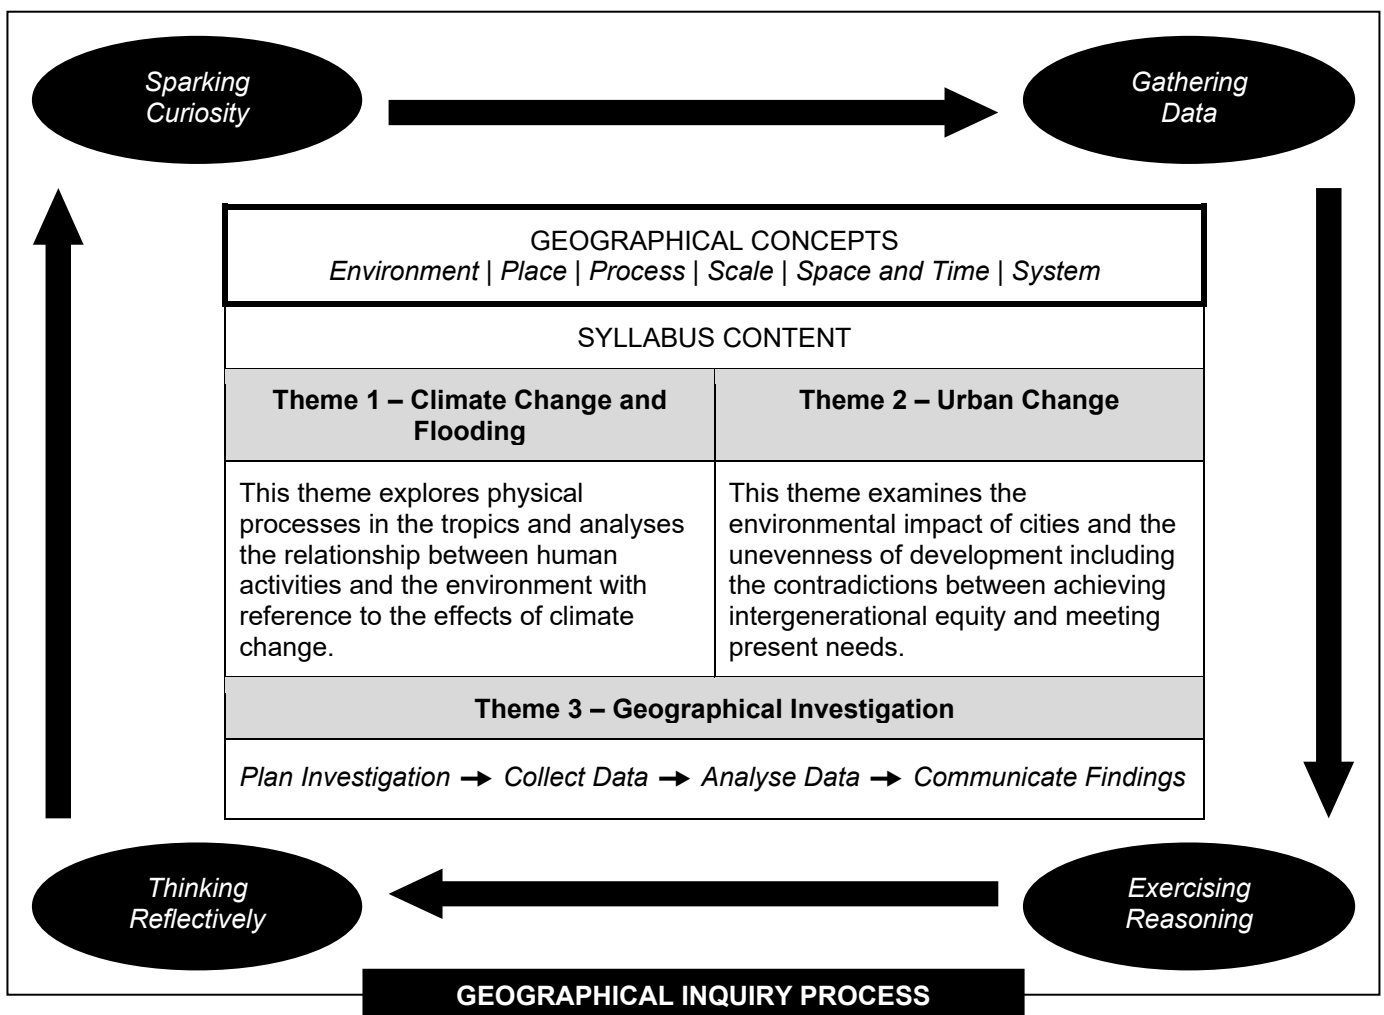 Sparking
Curiosity
Gathering
Data
GEOGRAPHICAL CONCEPTS
Environment | Place | Process | Scale | Space and Time | System
SYLLABUS CONTENT
Theme 1 – Climate Change and
Flooding
Theme 2 – Urban Change
This theme explores physical
processes in the tropics and analyses
the relationship between human
activities and the environment with
reference to the effects of climate
change.
This theme examines the
environmental impact of cities and the
unevenness of development including
the contradictions between achieving
intergenerational equity and meeting
present needs.
Theme 3 – Geographical Investigation
Plan Investigation → Collect Data → Analyse Data → Communicate Findings
Thinking
Reflectively
Exercising
Reasoning
GEOGRAPHICAL INQUIRY PROCESS